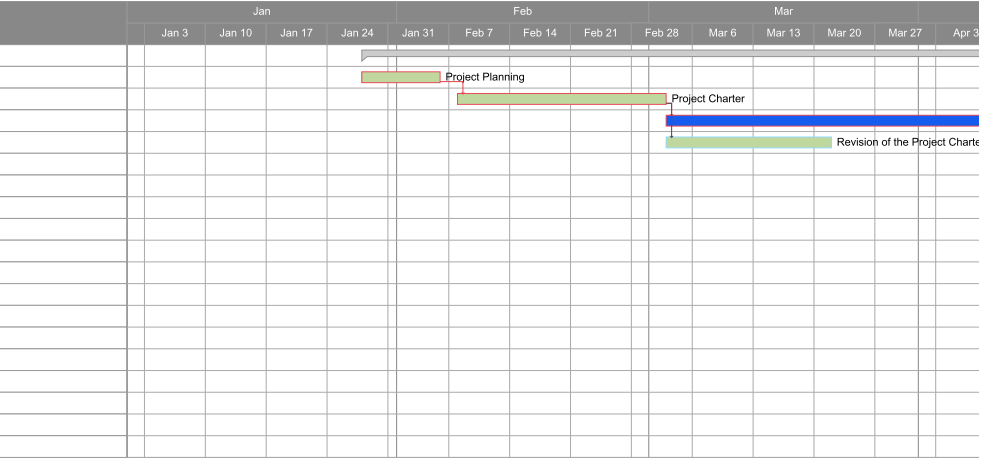 Jan Feb Mar
Jan 3 Jan 10 Jan 17 Jan 24 Jan 31 Feb 7 Feb 14 Feb 21 Feb 28 Mar 6 Mar 13 Mar 20 Mar 27 Apr 3
Project Planning
Project Charter
Revision of the Project Charte